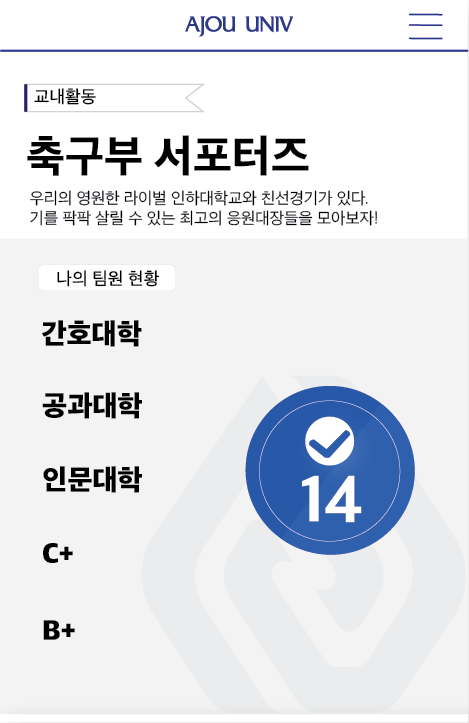 AJOU UNIV
교내활동
축구부 서포터즈
우리의 영원한 라이벌 인하대학교와 친선경기가 있다.
기를 팍팍 살릴 수 있는 최고의 응원대장들을 모아보자!
나의 팀원 현황
간호대학
공과대학
인문대학
14
C+
B+